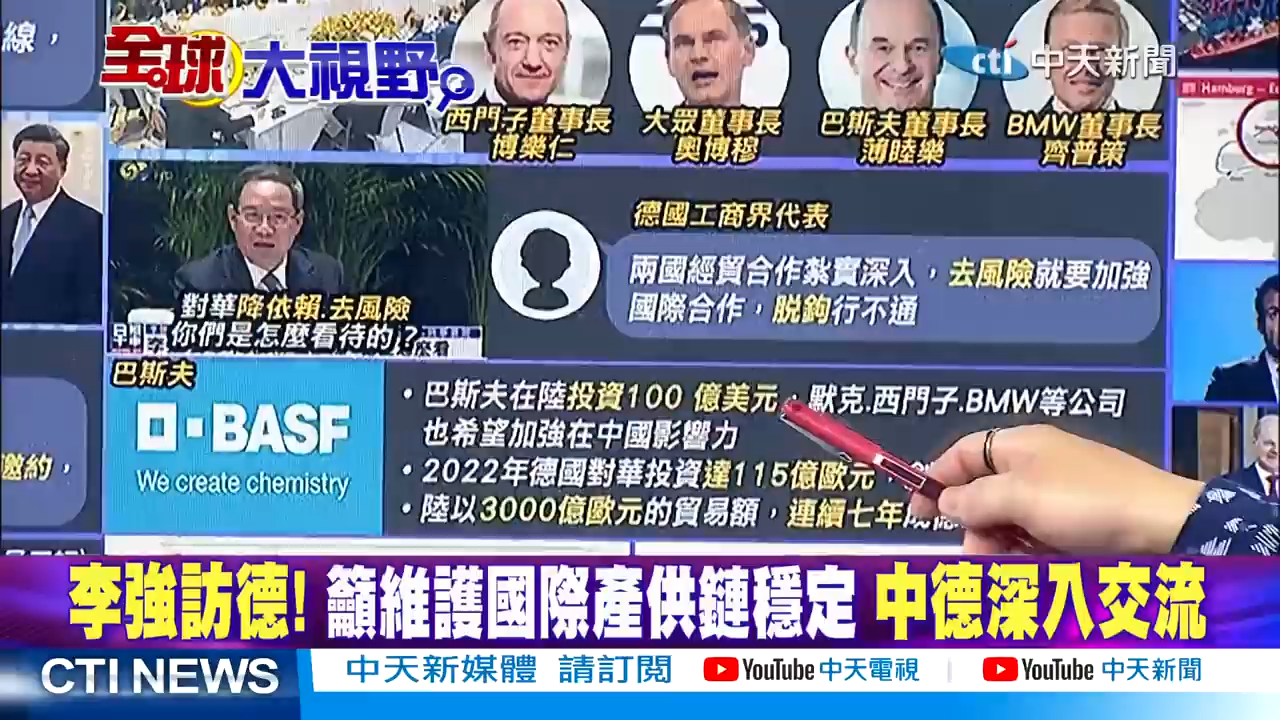 線，
全球大視野
cti 中天新聞
西門子董事長
博樂仁
大眾董事長
奧博穆
巴斯夫董事長
薄睦樂
BMW董事長
齊普策
Hamburg
對華降依賴.去風險
你們是怎麼看待的？
德國工商界代表
兩國經貿合作紮實深入，去風險就要加強
國際合作，脫鉤行不通
邀約，
巴斯夫
BASF
We create chemistry
•巴斯夫在陸投資100 億美元，默克.西門子.BMW等公司
也希望加強在中國影響力
•2022年德國對華投資達115億歐元，
•陸以3000億歐元的貿易額，連續七年成德
李強訪德! 籲維護國際產供鏈穩定 中德深入交流
CTI NEWS
中天新媒體 請訂閱
YouTube 中天電視
YouTube 中天新聞